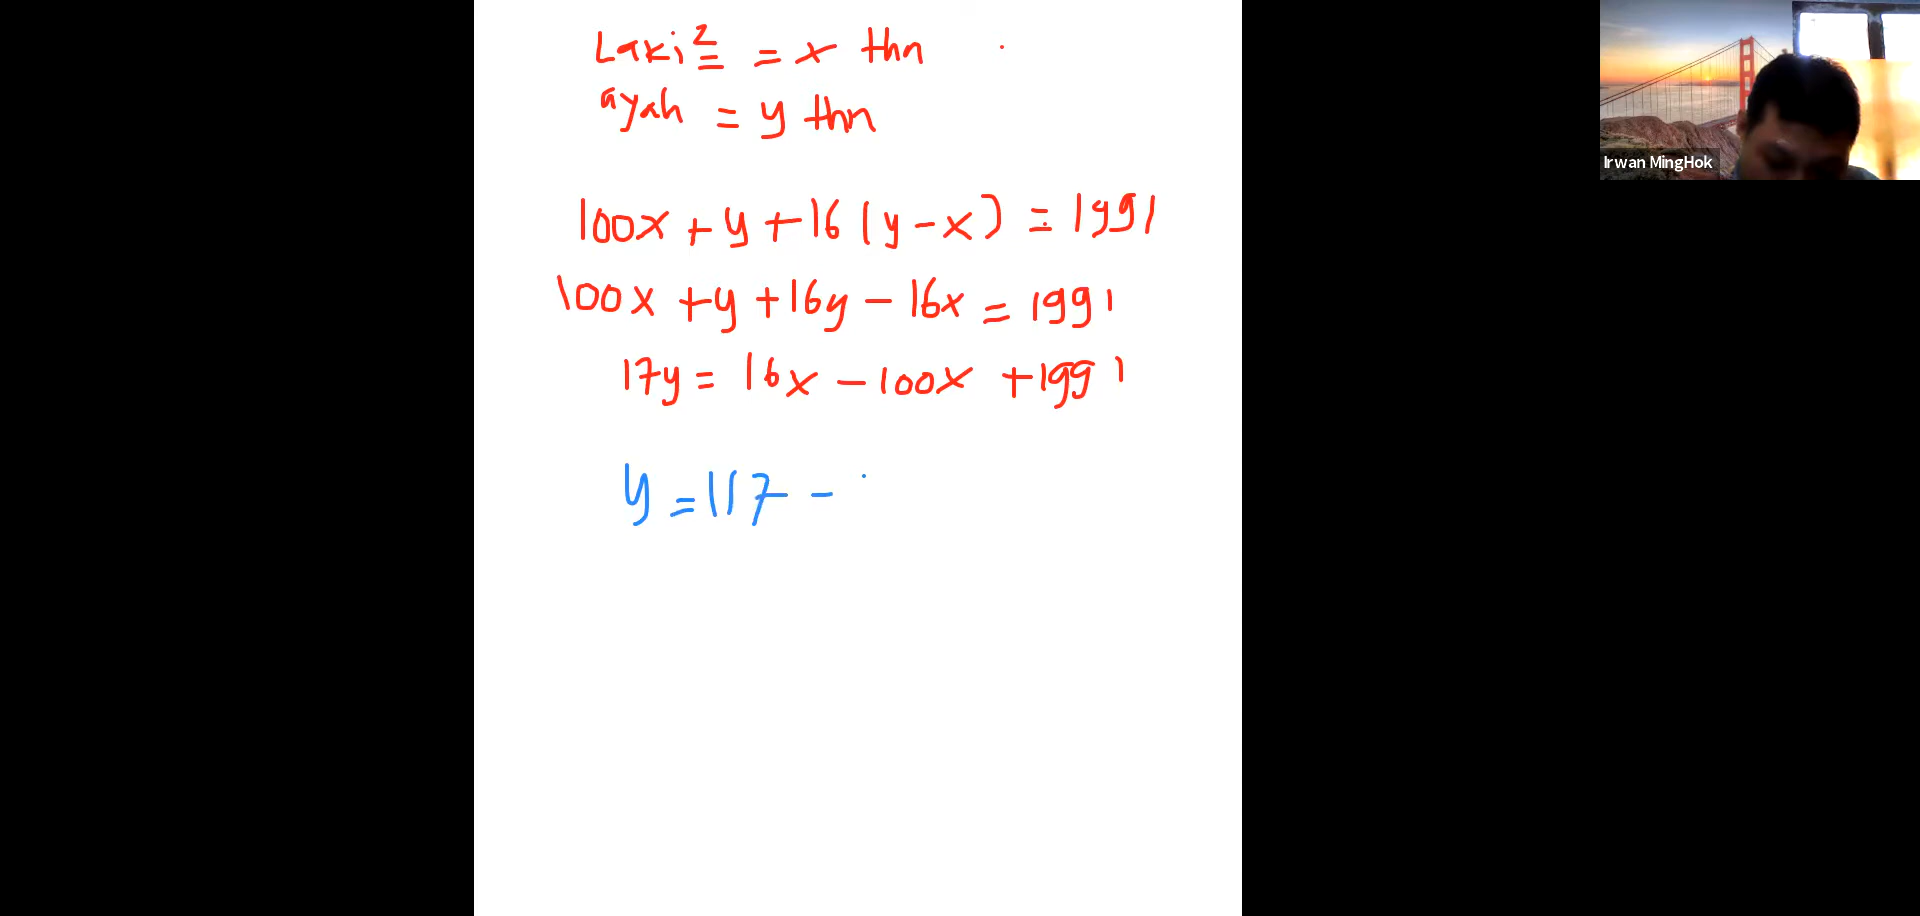 Laki² = x thn
ayah = y thn
100x + y + 16 (y - x) = 1991
100x + y + 16y - 16x = 1991
17y = 16x - 100x + 1991
y = 117 -
Irwan MingHok